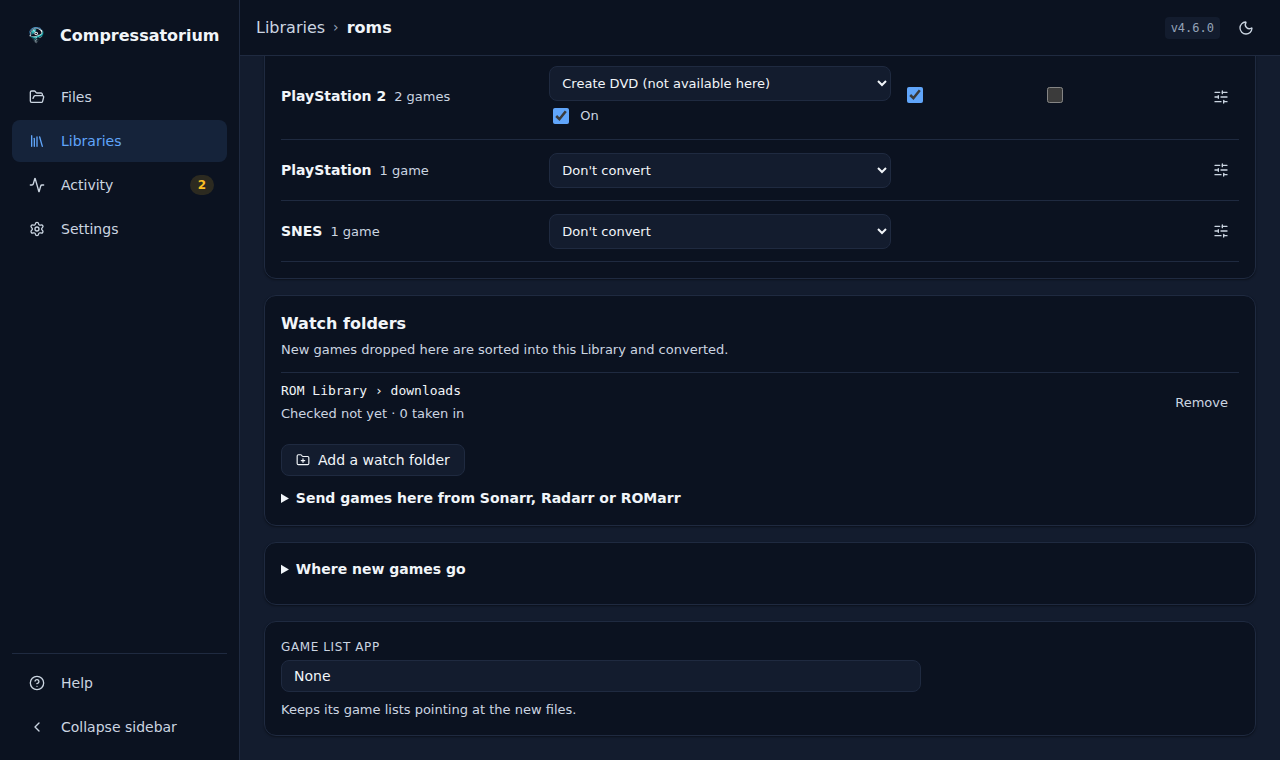 Compressatorium
Libraries › roms
v4.6.0
Files
Libraries
Activity 2
Settings
Help
Collapse sidebar
PlayStation 2 2 games
Create DVD (not available here)
On
PlayStation 1 game
Don't convert
SNES 1 game
Don't convert
Watch folders
New games dropped here are sorted into this Library and converted.
ROM Library › downloads
Checked not yet · 0 taken in
Remove
Add a watch folder
Send games here from Sonarr, Radarr or ROMarr
Where new games go
GAME LIST APP
None
Keeps its game lists pointing at the new files.